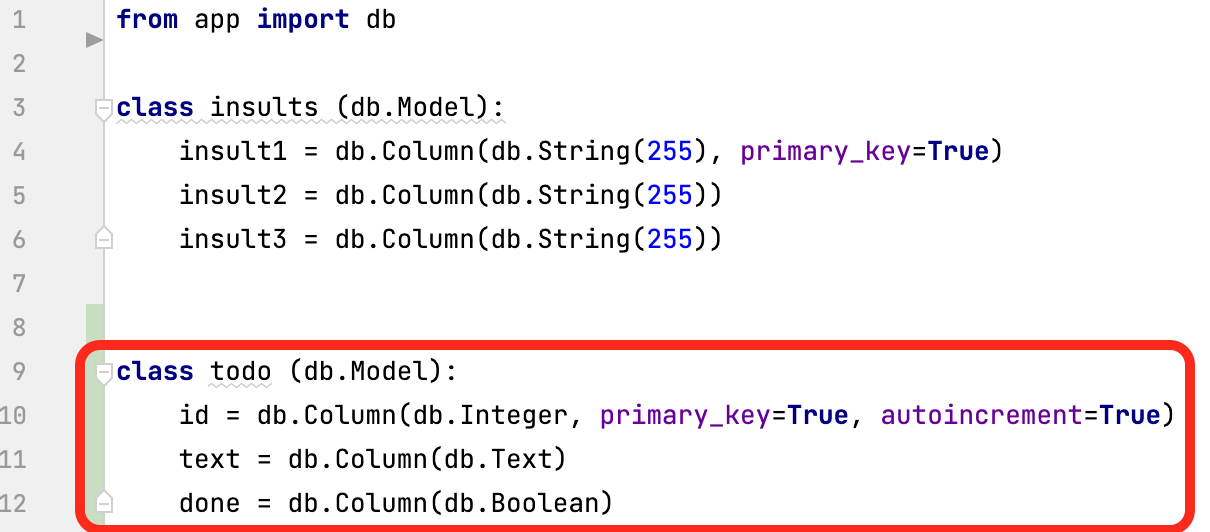 1 from app import db
2
3 class insults (db.Model):
4     insult1 = db.Column(db.String(255), primary_key=True)
5     insult2 = db.Column(db.String(255))
6     insult3 = db.Column(db.String(255))
7
8
9 class todo (db.Model):
10     id = db.Column(db.Integer, primary_key=True, autoincrement=True)
11     text = db.Column(db.Text)
12     done = db.Column(db.Boolean)